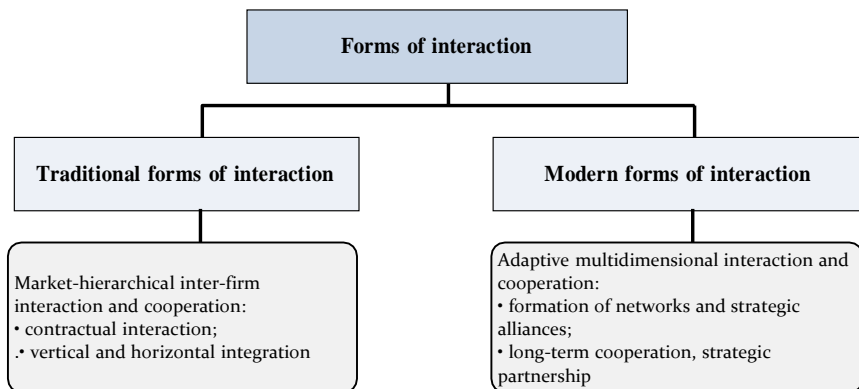 Forms of interaction
Traditional forms of interaction
Modern forms of interaction
Market-hierarchical inter-firm
interaction and cooperation:
• contractual interaction;
.• vertical and horizontal integration
Adaptive multidimensional interaction and
cooperation:
• formation of networks and strategic
alliances;
• long-term cooperation, strategic
partnership